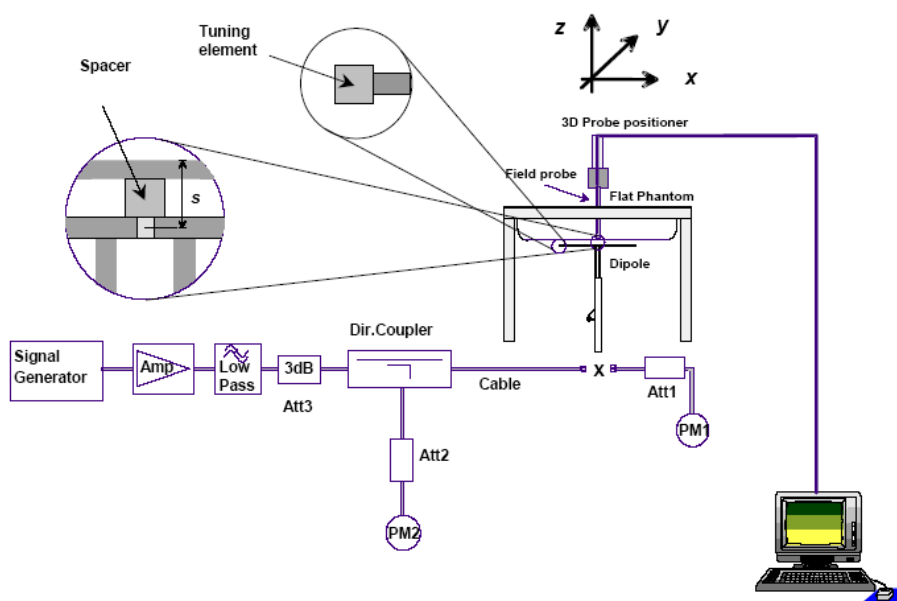 Tuning
element
Spacer
s
z
y
x
3D Probe positioner
Field probe
Flat Phantom
Dipole
Dir.Coupler
Signal
Generator
Amp
Low
Pass
3dB
Att3
Cable
X
Att1
PM1
Att2
PM2